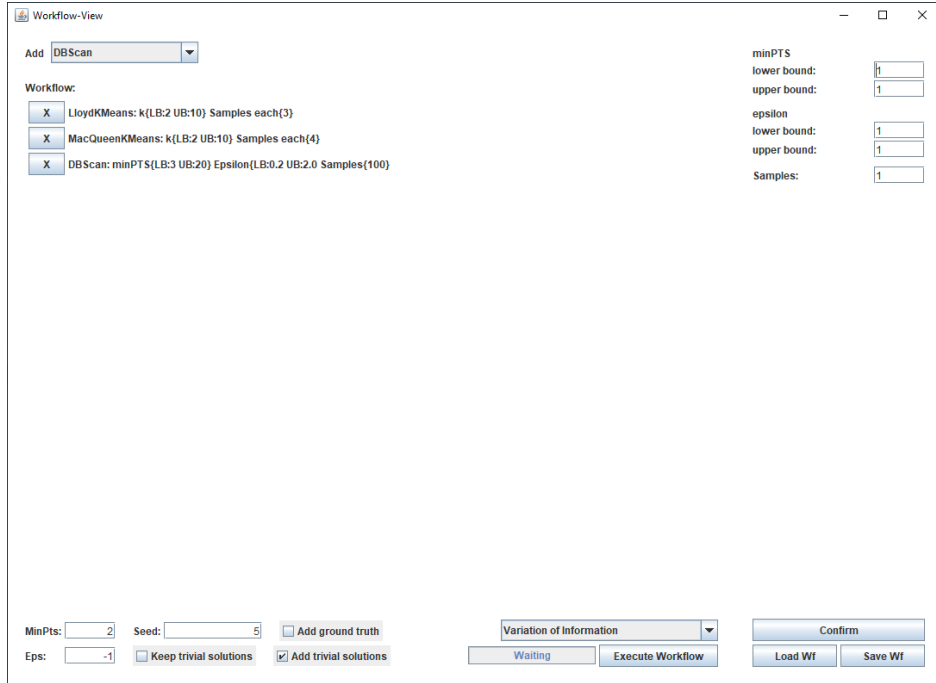 Workflow-View
Add DBScan
Workflow:
X LloydKMeans: k{LB:2 UB:10} Samples each{3}
X MacQueenKMeans: k{LB:2 UB:10} Samples each{4}
X DBScan: minPTS{LB:3 UB:20} Epsilon{LB:0.2 UB:2.0 Samples{100}
minPTS
lower bound: 1
upper bound: 1
epsilon
lower bound: 1
upper bound: 1
Samples: 1
MinPts: 2 Seed: 5 Add ground truth Variation of Information Confirm
Eps: -1 Keep trivial solutions Add trivial solutions Waiting Execute Workflow Load Wf Save Wf